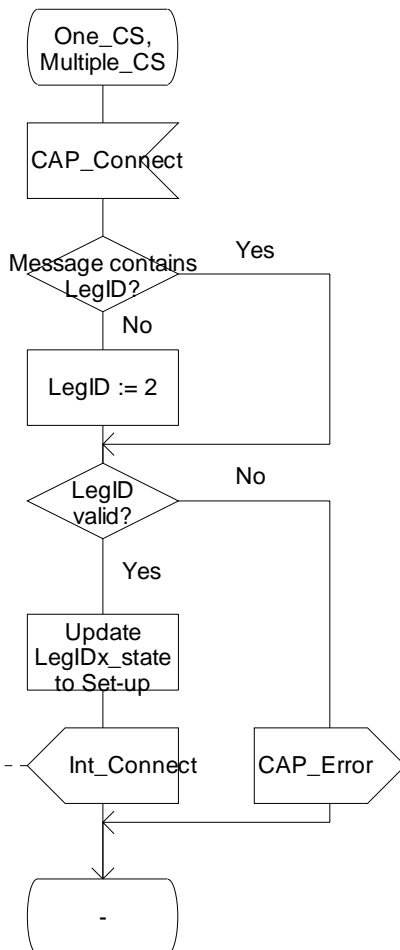 One_CS,
Multiple_CS
CAP_Connect
Message contains
LegID?
Yes
No
LegID := 2
LegID
valid?
No
Yes
Update
LegIDx_state
to Set-up
Int_Connect
CAP_Error
-